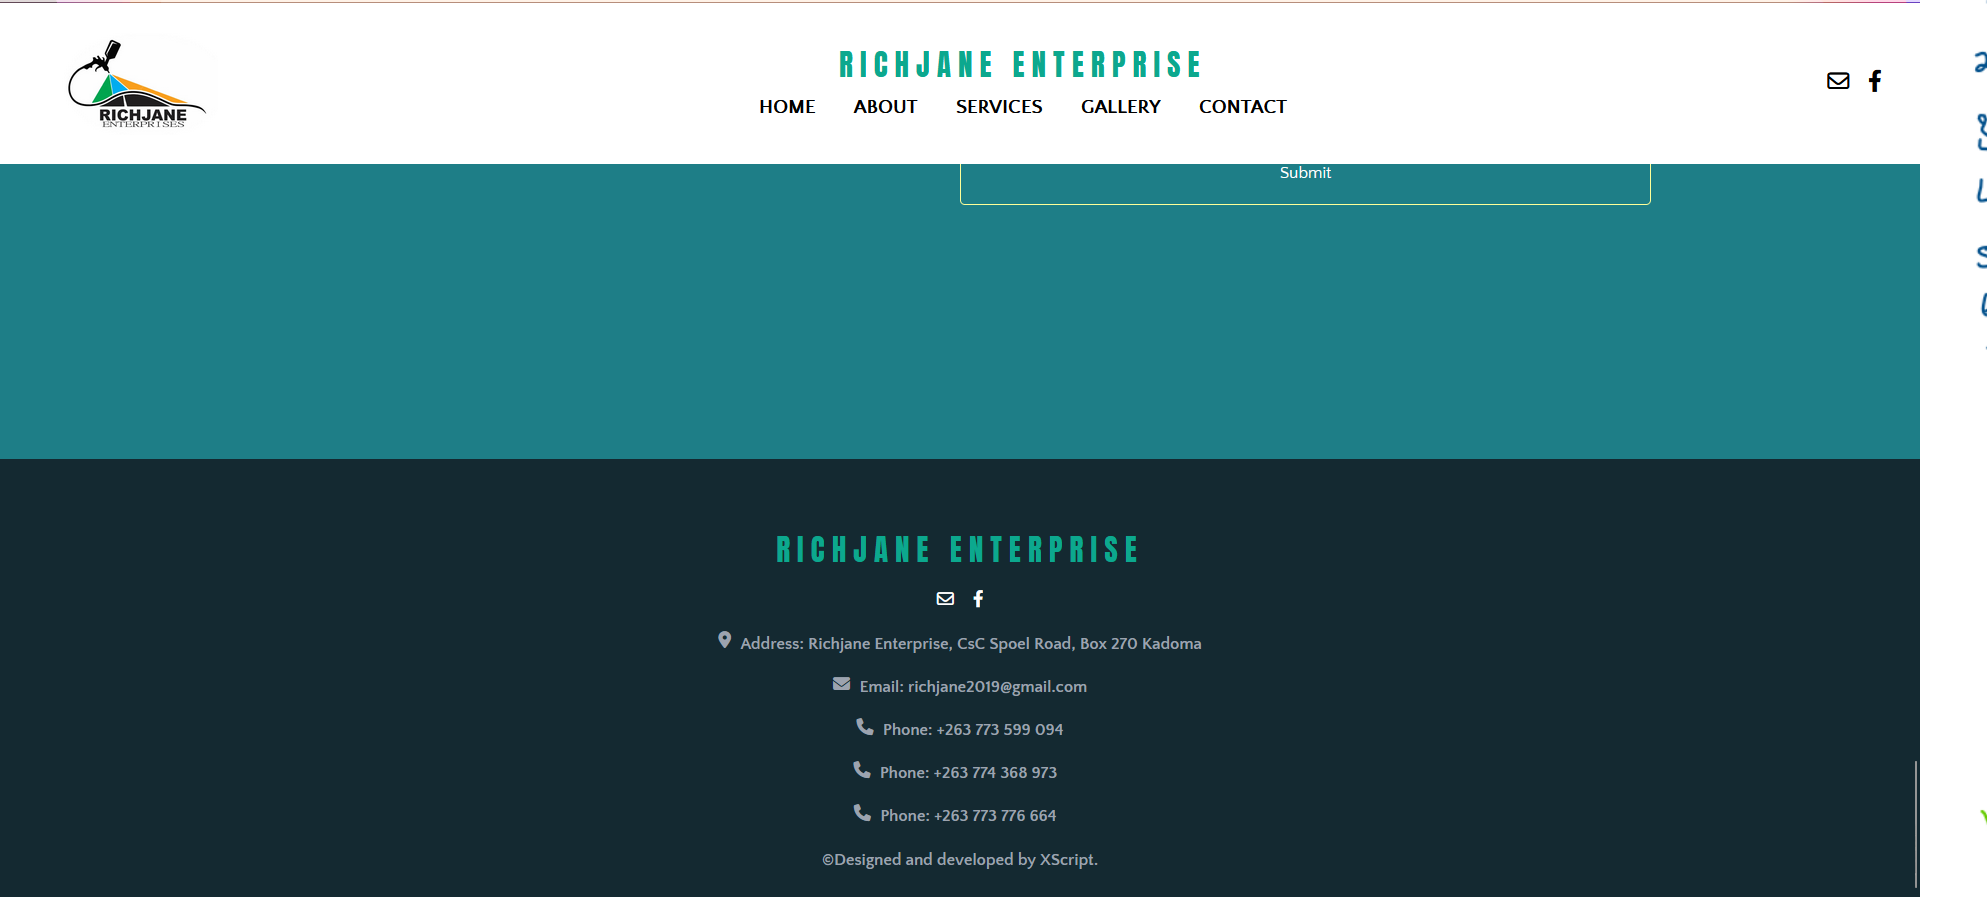 RICHJANE
ENTERPRISES
RICHJANE ENTERPRISE
HOME ABOUT SERVICES GALLERY CONTACT
Submit
RICHJANE ENTERPRISE
Address: Richjane Enterprise, CsC Spoel Road, Box 270 Kadoma
Email: richjane2019@gmail.com
Phone: +263 773 599 094
Phone: +263 774 368 973
Phone: +263 773 776 664
©Designed and developed by XScript.